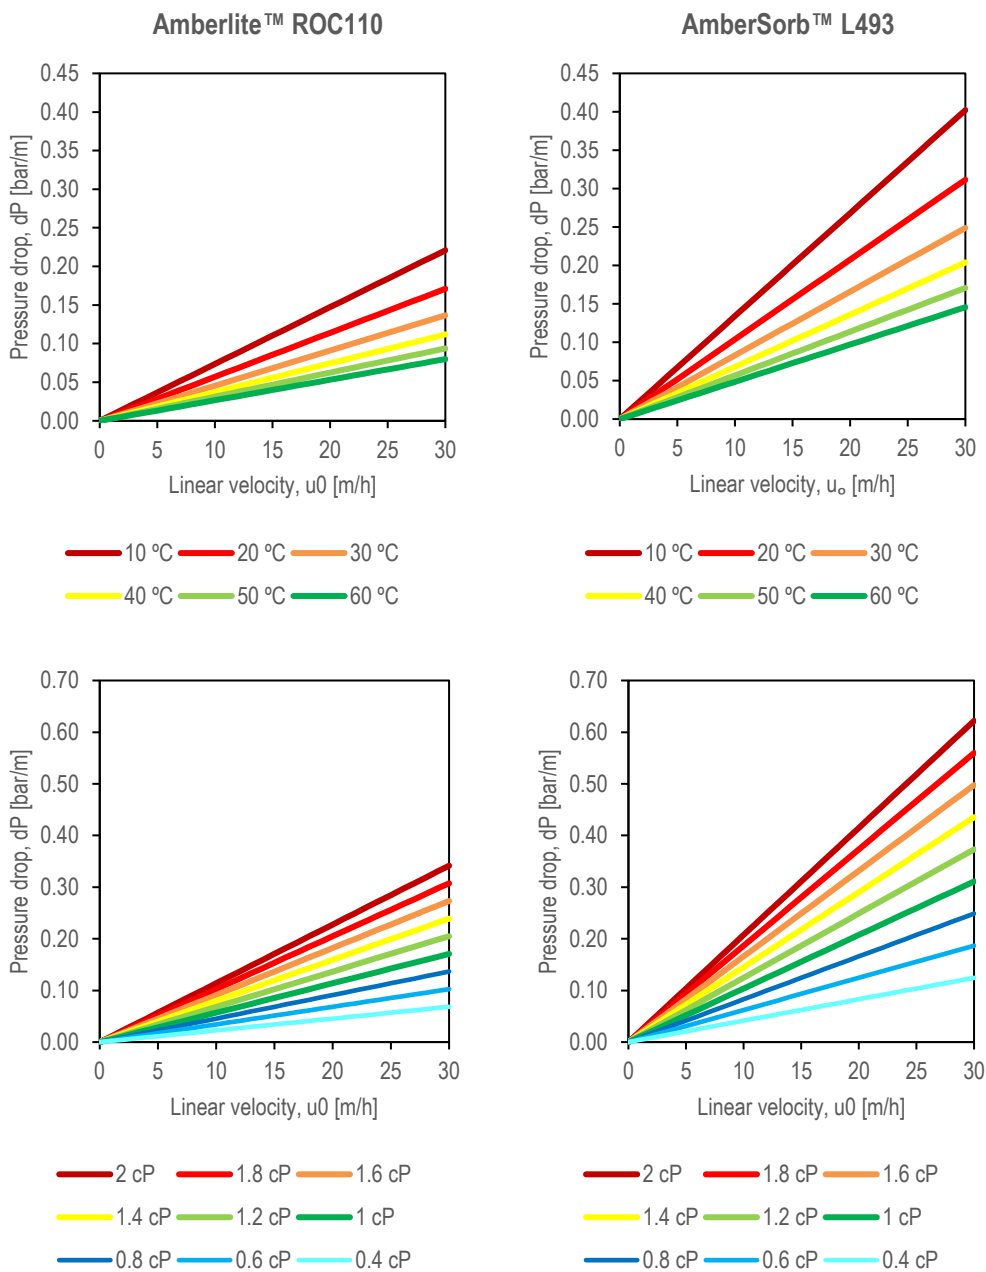 Amberlite™ ROC110
AmberSorb™ L493
0.45
0.40
0.35
0.30
0.25
0.20
0.15
0.10
0.05
0.00
Pressure drop, dP [bar/m]
0 5 10 15 20 25 30
Linear velocity, u0 [m/h]
10 ºC 20 ºC 30 ºC
40 ºC 50 ºC 60 ºC
0.45
0.40
0.35
0.30
0.25
0.20
0.15
0.10
0.05
0.00
Pressure drop, dP [bar/m]
0 5 10 15 20 25 30
Linear velocity, uₒ [m/h]
10 ºC 20 ºC 30 ºC
40 ºC 50 ºC 60 ºC
0.70
0.60
0.50
0.40
0.30
0.20
0.10
0.00
Pressure drop, dP [bar/m]
0 5 10 15 20 25 30
Linear velocity, u0 [m/h]
2 cP 1.8 cP 1.6 cP
1.4 cP 1.2 cP 1 cP
0.8 cP 0.6 cP 0.4 cP
0.70
0.60
0.50
0.40
0.30
0.20
0.10
0.00
Pressure drop, dP [bar/m]
0 5 10 15 20 25 30
Linear velocity, u0 [m/h]
2 cP 1.8 cP 1.6 cP
1.4 cP 1.2 cP 1 cP
0.8 cP 0.6 cP 0.4 cP